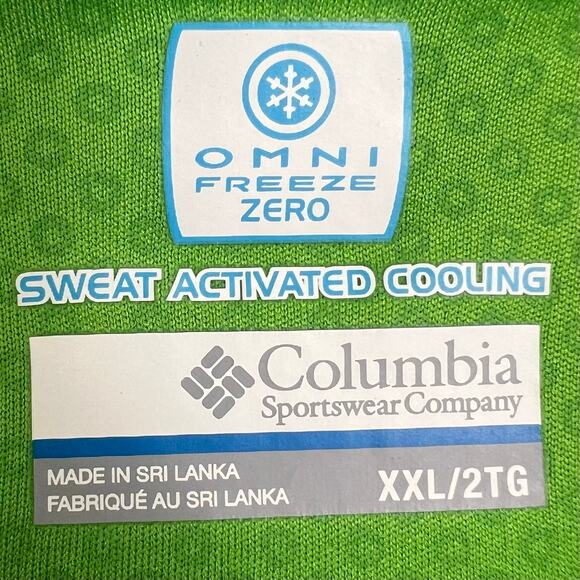 OMNI
FREEZE
ZERO
SWEAT ACTIVATED COOLING
Columbia
Sportswear Company
MADE IN SRI LANKA
FABRIQUÉ AU SRI LANKA
XXL/2TG